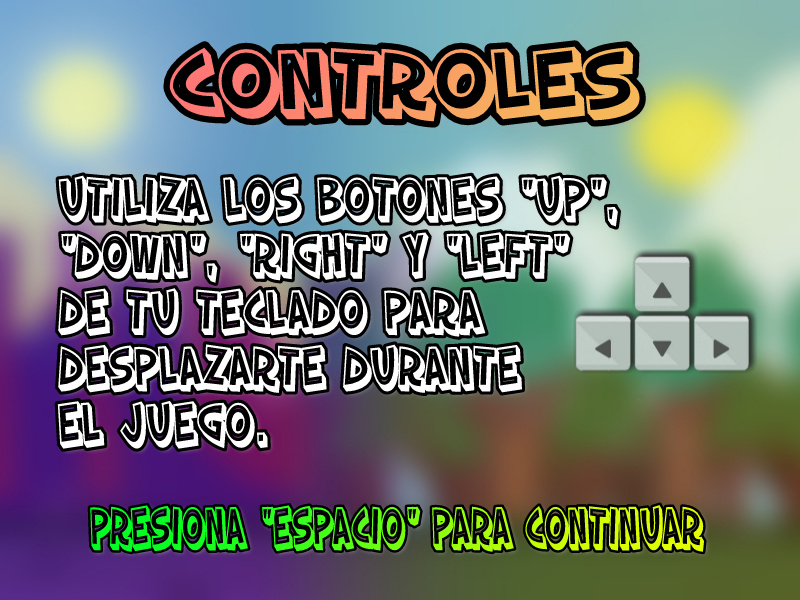 CONTROLES
UTILIZA LOS BOTONES "UP",
"DOWN", "RIGHT" Y "LEFT"
DE TU TECLADO PARA
DESPLAZARTE DURANTE
EL JUEGO.
PRESIONA "ESPACIO" PARA CONTINUAR